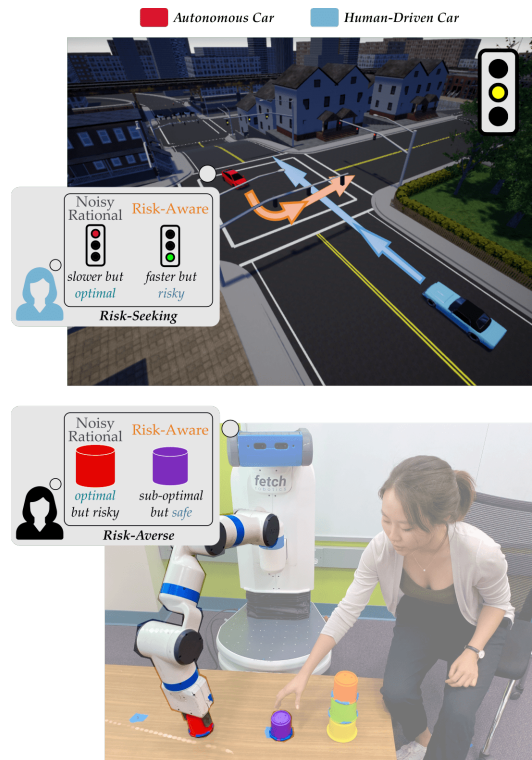 Autonomous Car
Human-Driven Car
Noisy
Rational
Risk-Aware
slower but
optimal
faster but
risky
Risk-Seeking
Noisy
Rational
Risk-Aware
optimal
but risky
sub-optimal
but safe
Risk-Averse
fetch